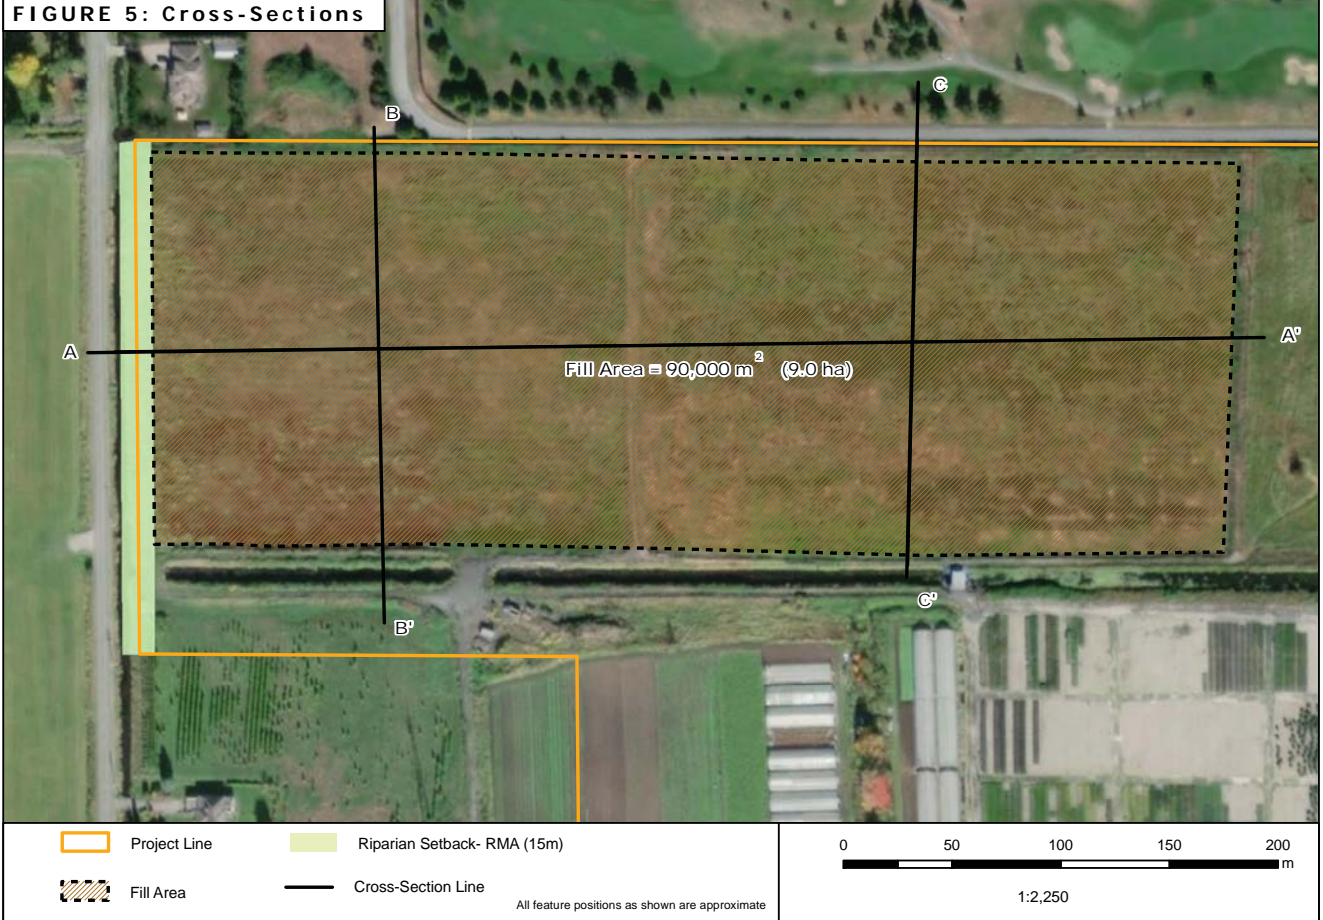 FIGURE 5: Cross-Sections
B
C
A
A'
Fill Area = 90,000 m² (9.0 ha)
C'
B'
Project Line
Riparian Setback- RMA (15m)
Fill Area
Cross-Section Line
All feature positions as shown are approximate
0 50 100 150 200
m
1:2,250